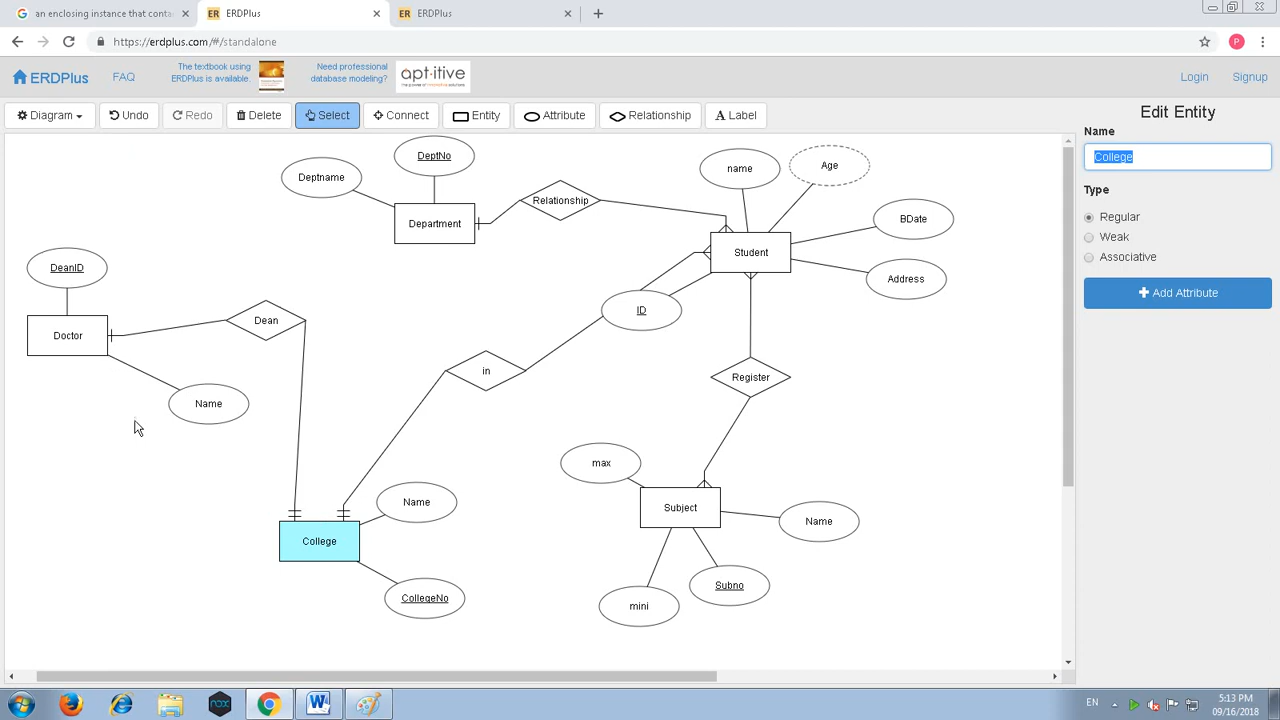 an enclosing instance that conta
ERDPlus
ERDPlus
https://erdplus.com/#/standalone
P
ERDPlus
FAQ
The textbook using
ERDPlus is available.
Need professional
database modeling?
apt·itive
Login
Signup
Diagram
Undo
Redo
Delete
Select
Connect
Entity
Attribute
Relationship
A Label
Edit Entity
Name
College
Type
Regular
Weak
Associative
Add Attribute
DeptNo
Deptname
Department
Relationship
name
Age
BDate
Student
Address
DeanID
Doctor
Dean
ID
in
Name
Register
max
Name
Subject
Name
College
CollegeNo
Subno
mini
nox
W
EN
5:13 PM
09/16/2018